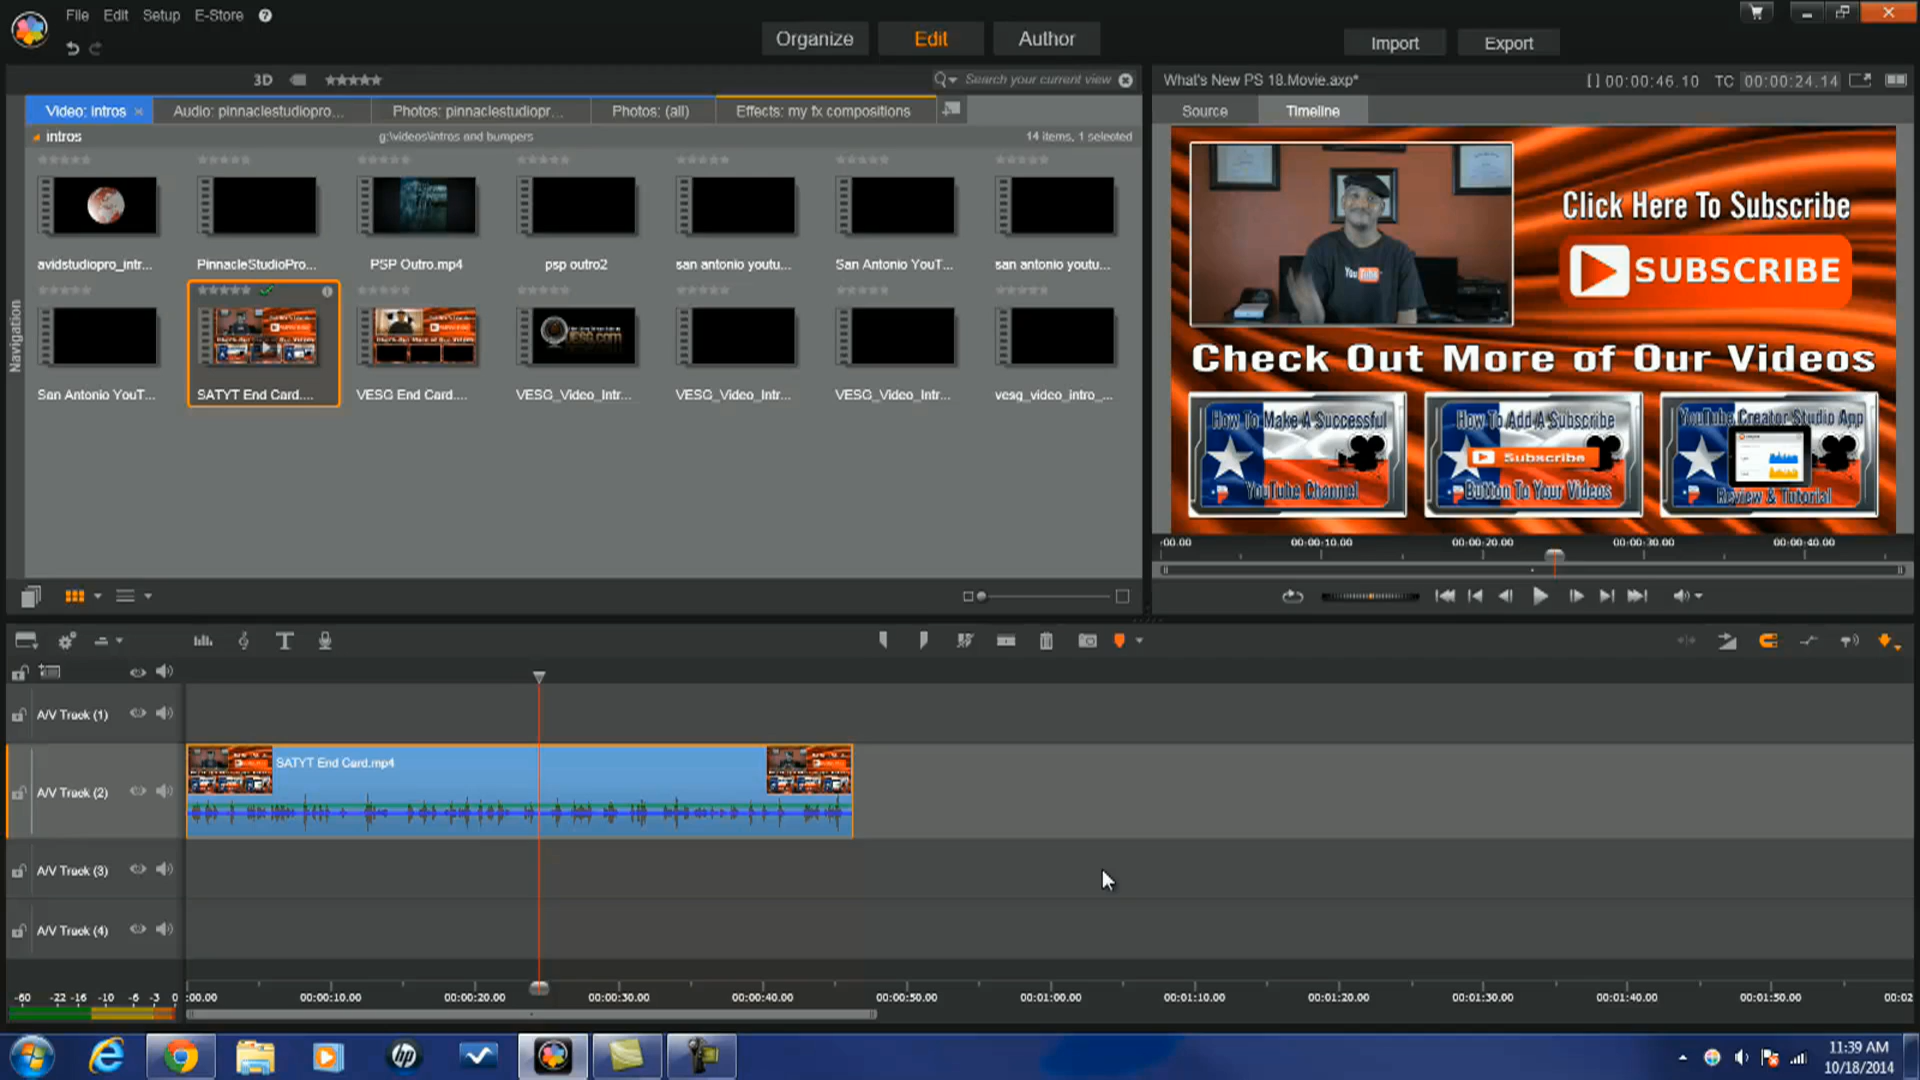 File Edit Setup E-Store ?
Organize Edit Author
Import Export
3D
Search your current view
What's New PS 18.Movie.axp*
[ ] 00:00:46.10 TC 00:00:24.14
Video: intros
Audio: pinnaclestudiopro...
Photos: pinnaclestudiopr...
Photos: (all)
Effects: my fx compositions
Source Timeline
intros
g:\videos\intros and bumpers
14 items, 1 selected
Navigation
avidstudiopro_intr...
PinnacleStudioPro...
PSP Outro.mp4
psp outro2
san antonio youtu...
San Antonio YouT...
san antonio youtu...
San Antonio YouT...
SATYT End Card....
VESG End Card....
VESG_Video_Intr...
VESG_Video_Intr...
VESG_Video_Intr...
vesg_video_intro_...
Click Here To Subscribe
SUBSCRIBE
You Tube
Check Out More of Our Videos
How To Make A Successful
YouTube Channel
How To Add A Subscribe
Subscribe
Button To Your Videos
YouTube Creator Studio App
Review & Tutorial
:00.00 00:00:10.00 00:00:20.00 00:00:30.00 00:00:40.00
A/V Track (1)
A/V Track (2)
SATYT End Card.mp4
A/V Track (3)
A/V Track (4)
-60 -22 -16 -10 -6 -3 0
:00.00 00:00:10.00 00:00:20.00 00:00:30.00 00:00:40.00 00:00:50.00 00:01:00.00 00:01:10.00 00:01:20.00 00:01:30.00 00:01:40.00 00:01:50.00 00:02
hp
11:39 AM
10/18/2014